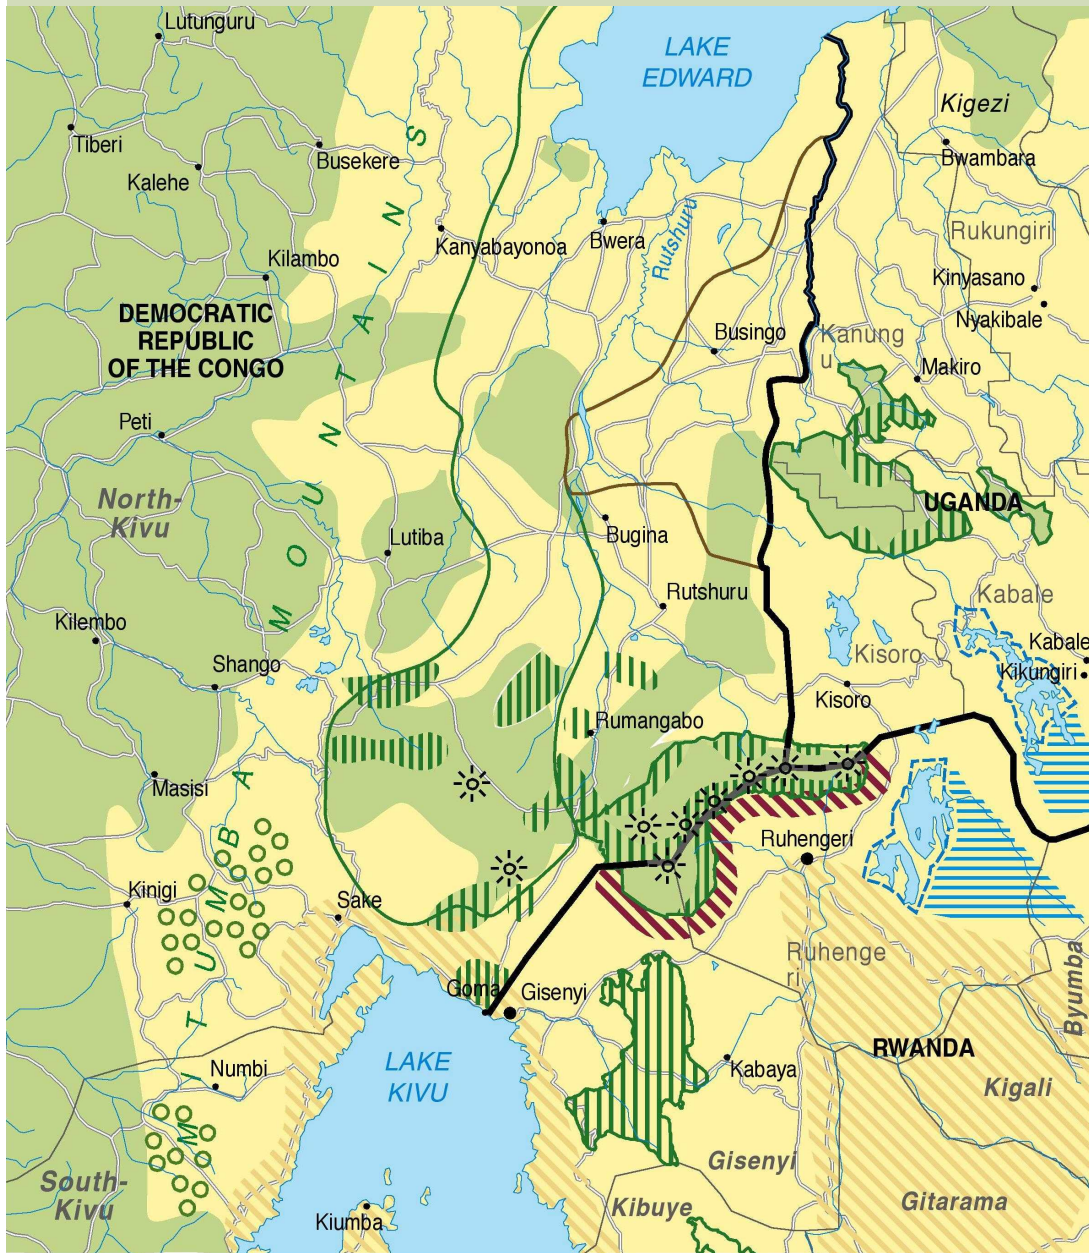 Lutunguru
LAKE
EDWARD
Kigezi
Tiberi
Busekere
Kalehe
Bwambara
Rutshuru
Kanyabayonoa
Bwera
Rukungiri
Kilambo
Kinyasano
Nyakibale
DEMOCRATIC
REPUBLIC
OF THE CONGO
Busingo
Kanung
u
Makiro
Peti
North-
Kivu
UGANDA
Lutiba
Bugina
Kabale
Rutshuru
Kilembo
Kabale
Kikungiri
Shango
Kisoro
Kisoro
Rumangabo
Masisi
Ruhengeri
Kinigi
Sake
Ruhenge
ri
Byumba
Goma
Gisenyi
RWANDA
LAKE
KIVU
Numbi
Kabaya
Kigali
Gisenyi
South-
Kivu
Kibuye
Gitarama
Kiumba
MITUMBA MOUNTAINS